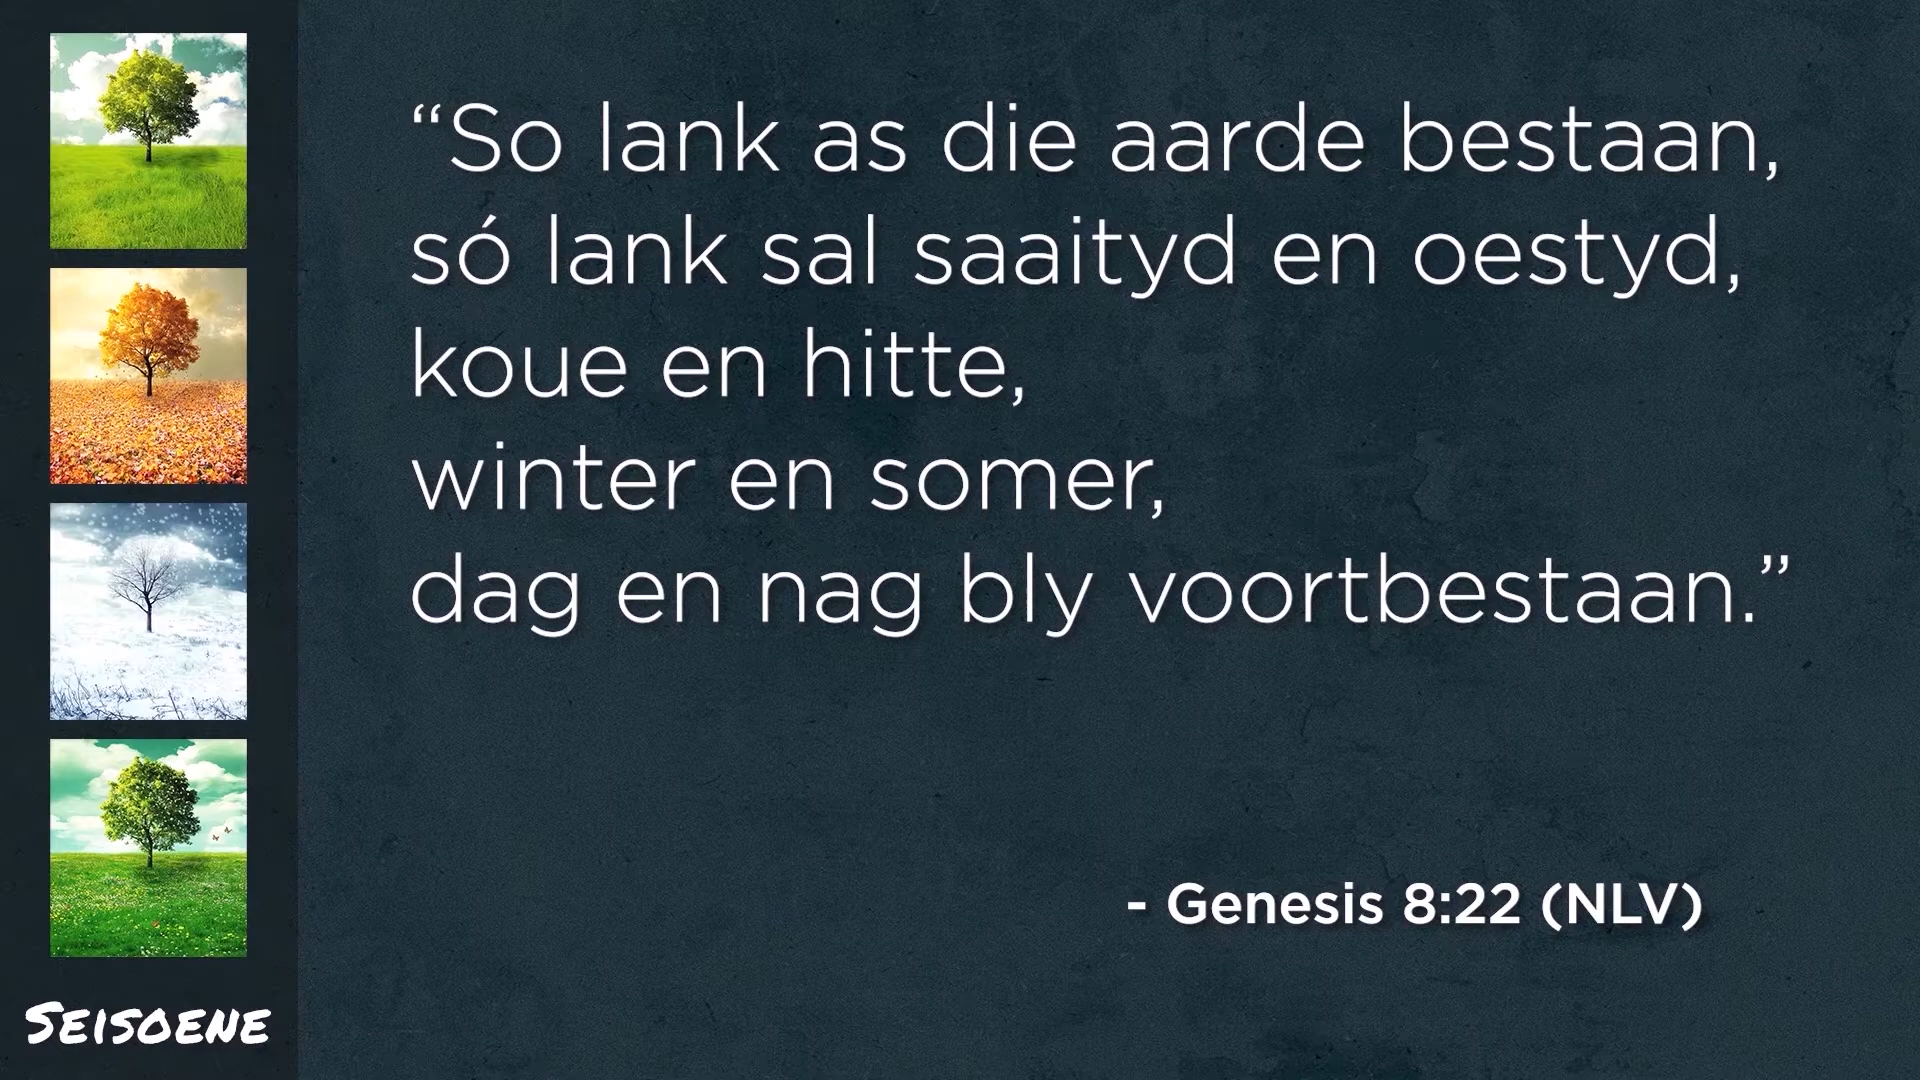 “So lank as die aarde bestaan,
só lank sal saaityd en oestyd,
koue en hitte,
winter en somer,
dag en nag bly voortbestaan.”
- Genesis 8:22 (NLV)
SEISOENE